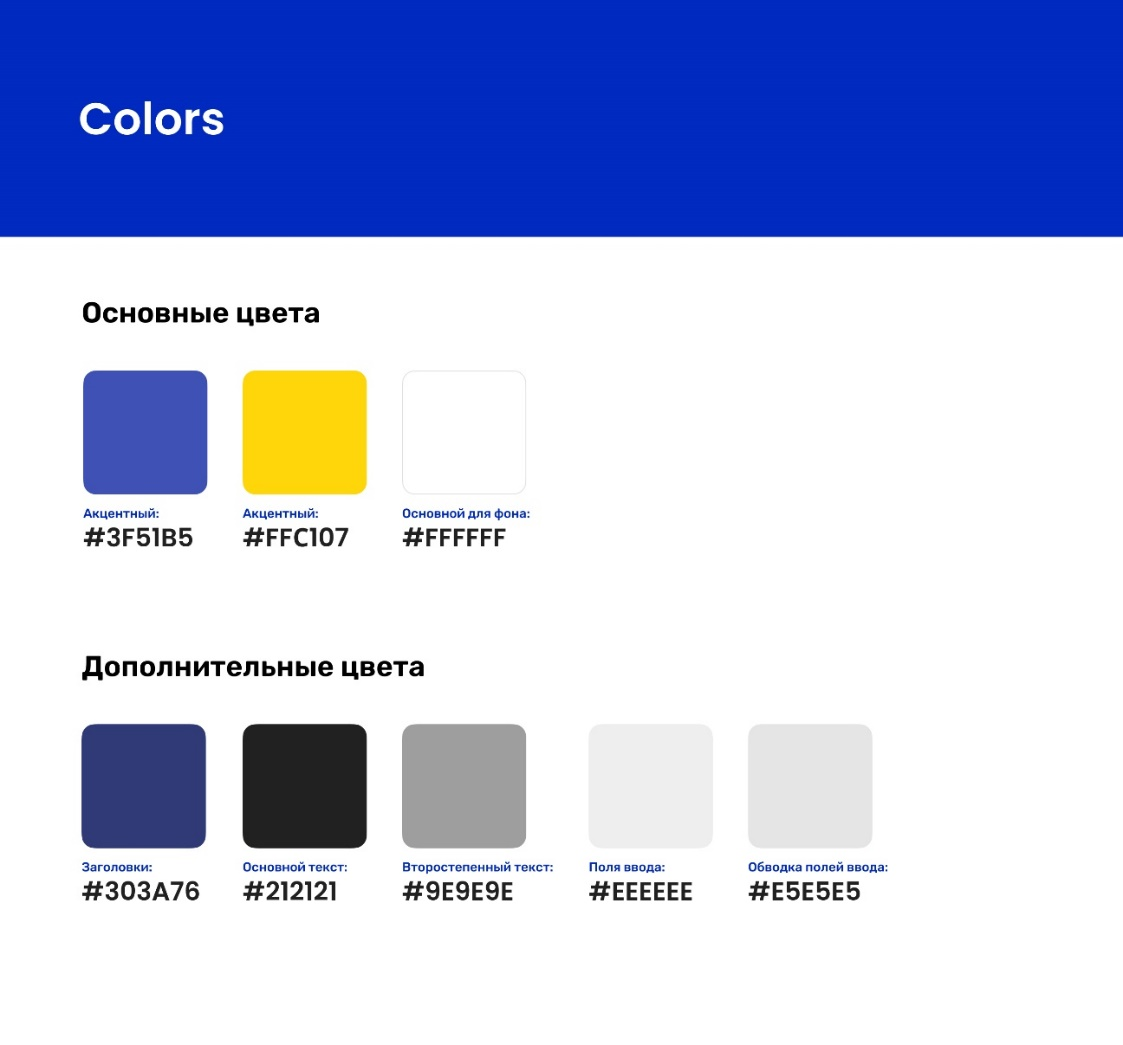 Colors
Основные цвета
Акцентный: Акцентный: Основной для фона:
#3F51B5 #FFC107 #FFFFFF
Дополнительные цвета
Заголовки: Основной текст: Второстепенный текст: Поля ввода: Обводка полей ввода:
#303A76 #212121 #9E9E9E #EEEEEE #E5E5E5